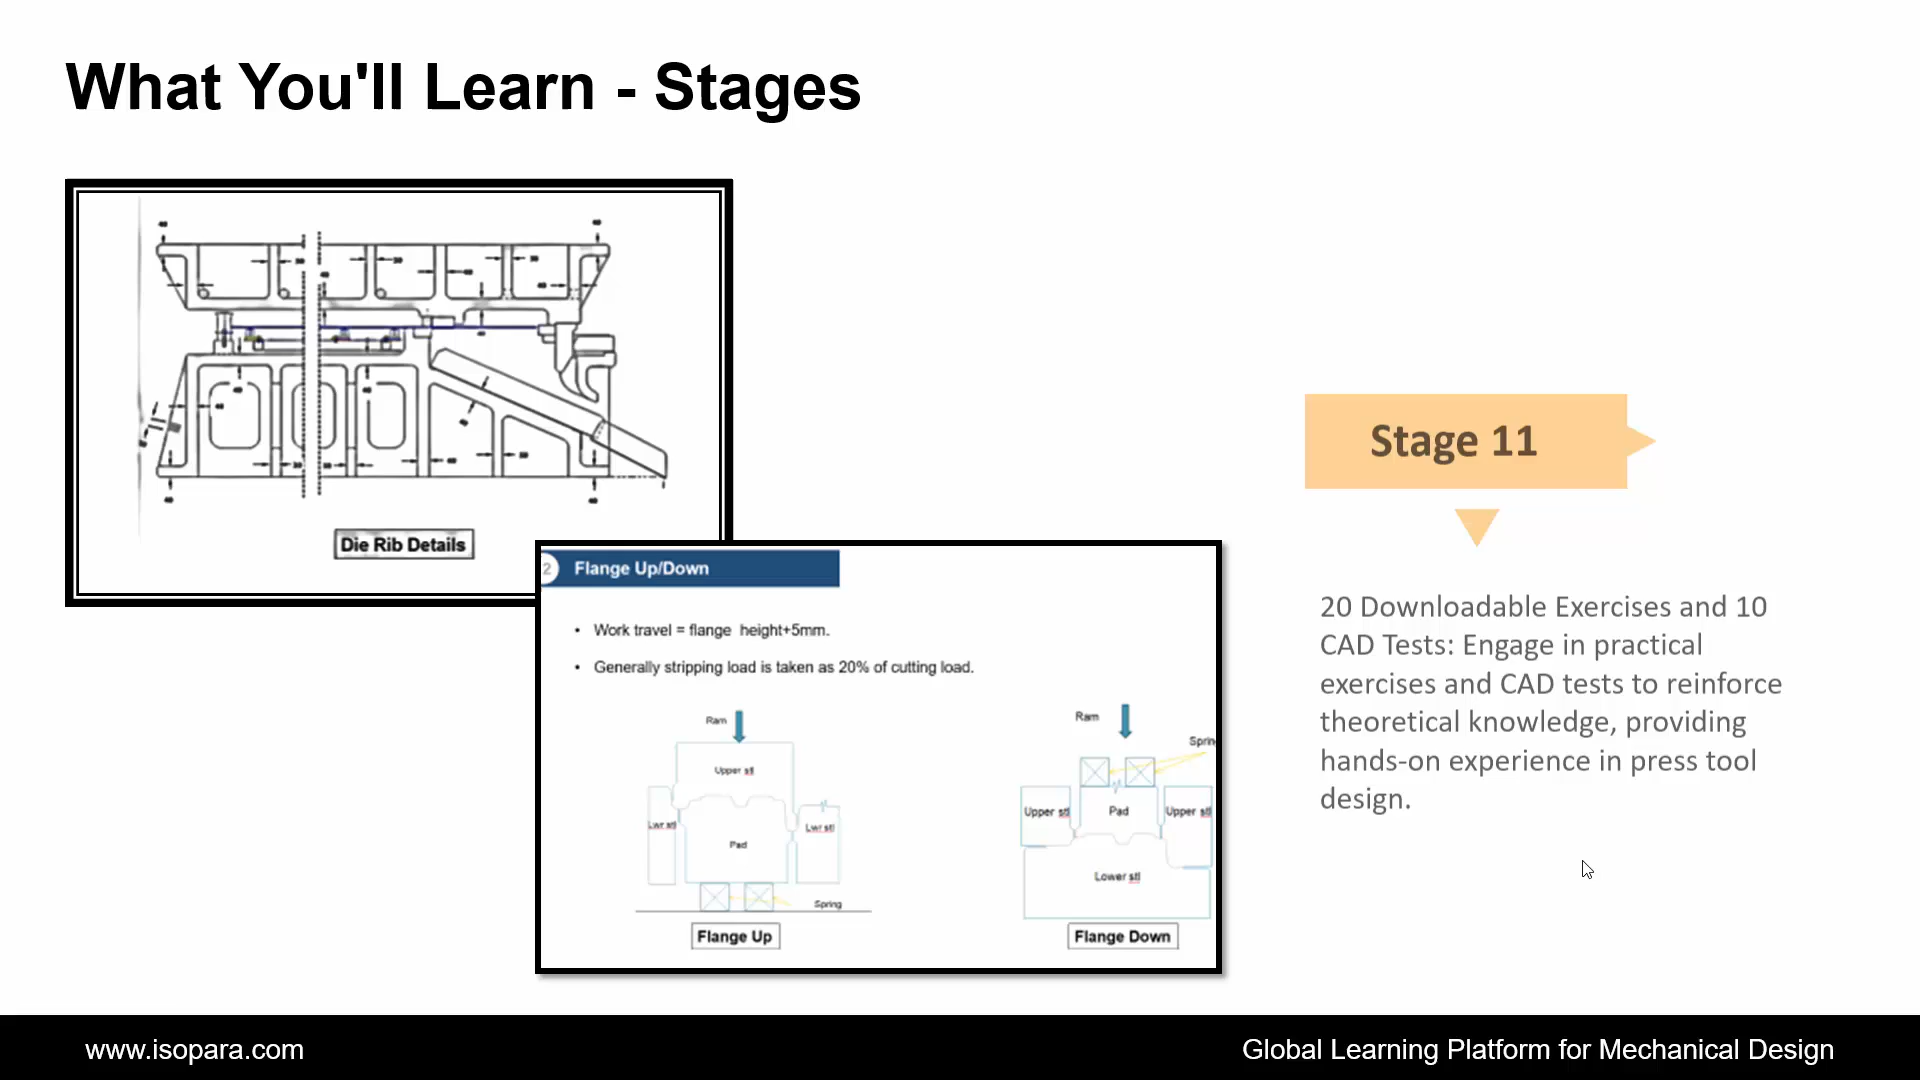 What You'll Learn - Stages
Die Rib Details
2 Flange Up/Down
• Work travel = flange height+5mm.
• Generally stripping load is taken as 20% of cutting load.
Ram
Upper stl
Lwr stl
Lwr stl
Pad
Spring
Flange Up
Ram
Sprin
Upper stl
Pad
Upper stl
Lower stl
Flange Down
Stage 11
20 Downloadable Exercises and 10
CAD Tests: Engage in practical
exercises and CAD tests to reinforce
theoretical knowledge, providing
hands-on experience in press tool
design.
www.isopara.com
Global Learning Platform for Mechanical Design